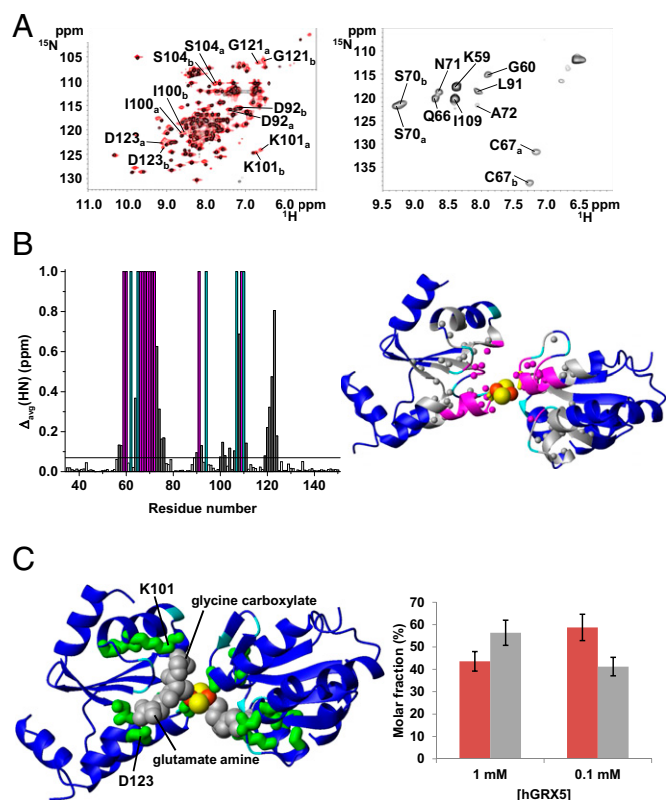 A
15N
105
110
115
120
125
130
S104a
S104b
G121a
G121b
I100b
I100a
D92b
D92a
D123a
D123b
K101a
K101b
11.0 10.0 9.0 8.0 7.0 6.0 ppm
1H
15N
110
115
120
125
130
135
N71
K59
G60
S70b
L91
S70a
Q66
I109
A72
C67a
C67b
9.5 9.0 8.5 8.0 7.5 6.5 ppm
1H
B
Δavg(HN) (ppm)
1.0
0.8
0.6
0.4
0.2
0.0
40 60 80 100 120 140
Residue number
C
K101
glycine carboxylate
glutamate amine
D123
Molar fraction (%)
70
60
50
40
30
20
10
0
1 mM 0.1 mM
[hGRX5]